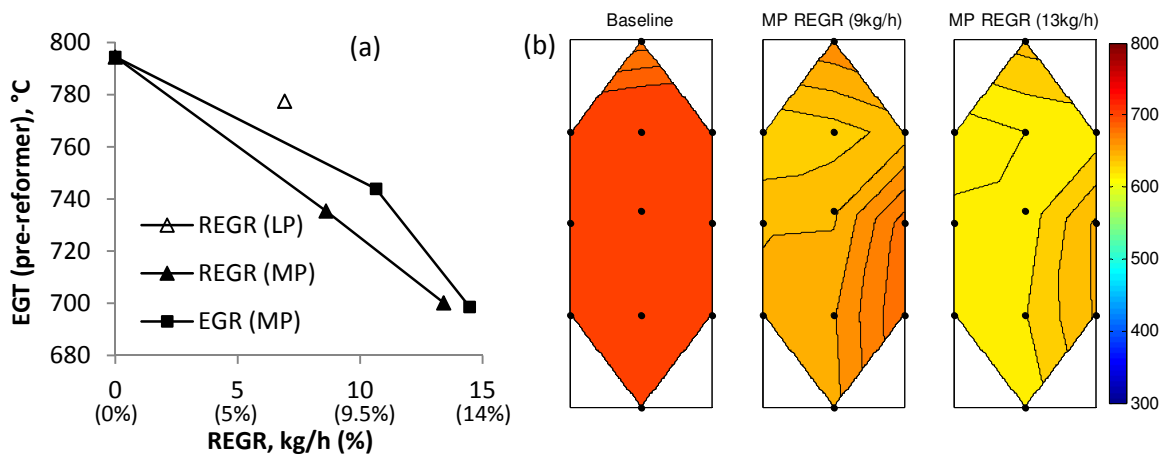 (a)
EGT (pre-reformer), °C
800
780
760
740
720
700
680
REGR (LP)
REGR (MP)
EGR (MP)
0 5 10 15
(0%) (5%) (9.5%) (14%)
REGR, kg/h (%)
(b)
Baseline
MP REGR (9kg/h)
MP REGR (13kg/h)
800
700
600
500
400
300